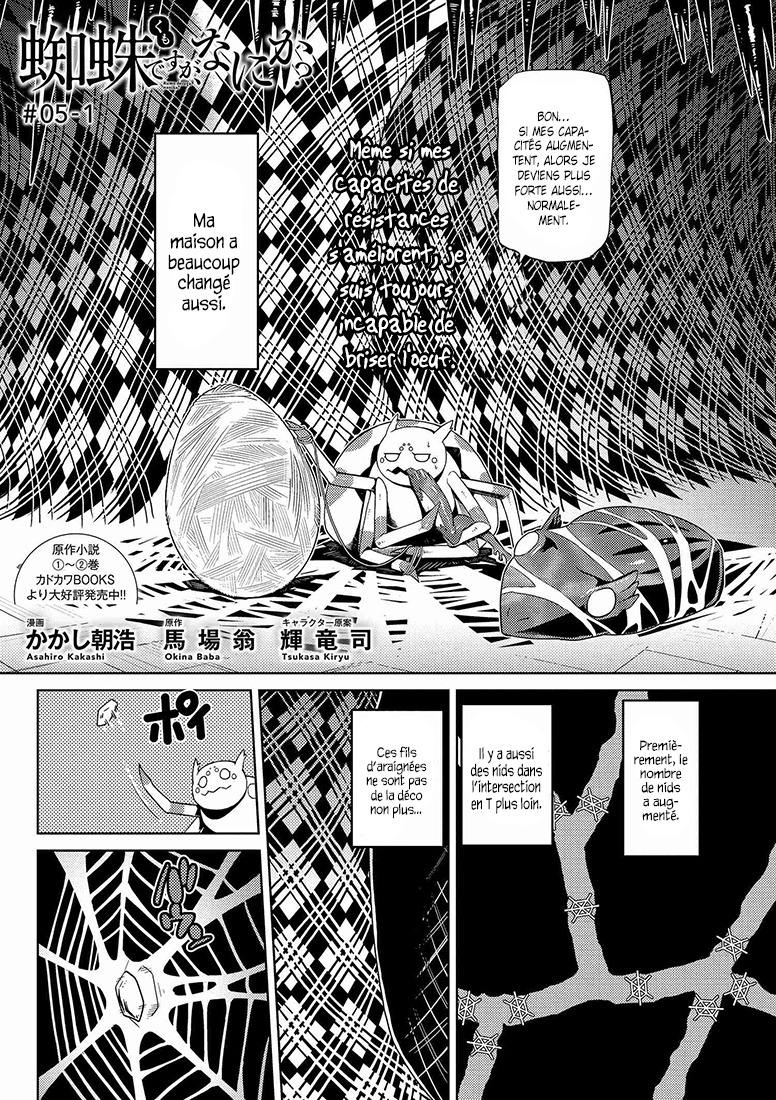 蜘蛛ですが、なにか?
くも
#05-1
BON...
SI MES CAPA-
CITÉS AUGMEN-
TENT, ALORS JE
DEVIENS PLUS
FORTE AUSSI...
NORMALE-
MENT.
Même si mes
capacités de
résistances
s'améliorent, je
suis toujours
incapable de
briser l'oeuf.
Ma
maison a
beaucoup
changé
aussi.
原作小説
①〜②巻
カドカワBOOKS
より大好評発売中!!
漫画
かかし朝浩
Asahiro Kakashi
原作
馬場翁
Okina Baba
キャラクター原案
輝竜司
Tsukasa Kiryu
Premiè-
rement, le
nombre
de nids
a aug-
menté.
Il y a aussi
des nids dans
l'intersection
en T plus loin.
Ces fils
d'araignées
ne sont pas
de la déco
non plus...
ポイ